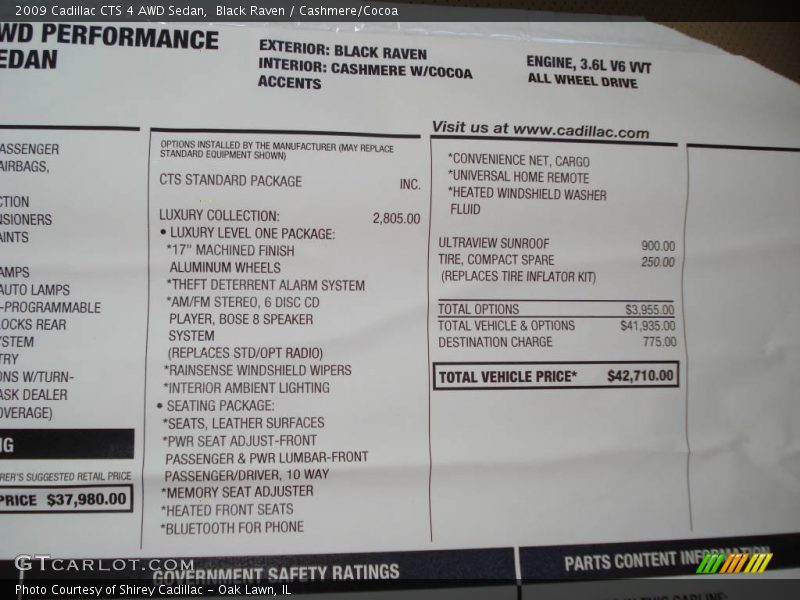 2009 Cadillac CTS 4 AWD Sedan, Black Raven / Cashmere/Cocoa
WD PERFORMANCE
EDAN
EXTERIOR: BLACK RAVEN
INTERIOR: CASHMERE W/COCOA
ACCENTS
ENGINE, 3.6L V6 VVT
ALL WHEEL DRIVE
ASSENGER
AIRBAGS,
CTION
NSIONERS
AINTS
AMPS
AUTO LAMPS
-PROGRAMMABLE
LOCKS REAR
YSTEM
TRY
ONS W/TURN-
ASK DEALER
OVERAGE)
G
RER'S SUGGESTED RETAIL PRICE
PRICE $37,980.00
OPTIONS INSTALLED BY THE MANUFACTURER (MAY REPLACE
STANDARD EQUIPMENT SHOWN)
CTS STANDARD PACKAGE INC.
LUXURY COLLECTION: 2,805.00
• LUXURY LEVEL ONE PACKAGE:
*17" MACHINED FINISH
ALUMINUM WHEELS
*THEFT DETERRENT ALARM SYSTEM
*AM/FM STEREO, 6 DISC CD
PLAYER, BOSE 8 SPEAKER
SYSTEM
(REPLACES STD/OPT RADIO)
*RAINSENSE WINDSHIELD WIPERS
*INTERIOR AMBIENT LIGHTING
• SEATING PACKAGE:
*SEATS, LEATHER SURFACES
*PWR SEAT ADJUST-FRONT
PASSENGER & PWR LUMBAR-FRONT
PASSENGER/DRIVER, 10 WAY
*MEMORY SEAT ADJUSTER
*HEATED FRONT SEATS
*BLUETOOTH FOR PHONE
Visit us at www.cadillac.com
*CONVENIENCE NET, CARGO
*UNIVERSAL HOME REMOTE
*HEATED WINDSHIELD WASHER
FLUID
ULTRAVIEW SUNROOF 900.00
TIRE, COMPACT SPARE 250.00
(REPLACES TIRE INFLATOR KIT)
TOTAL OPTIONS $3,955.00
TOTAL VEHICLE & OPTIONS $41,935.00
DESTINATION CHARGE 775.00
TOTAL VEHICLE PRICE* $42,710.00
GOVERNMENT SAFETY RATINGS
PARTS CONTENT INFORMATION
GTcarlot.com
Photo Courtesy of Shirey Cadillac - Oak Lawn, IL